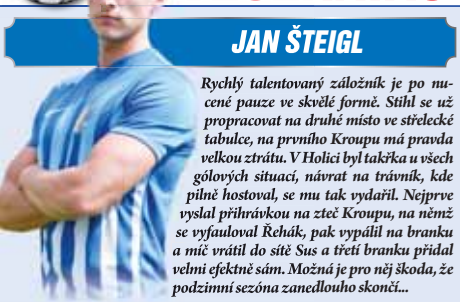 JAN ŠTEIGL
Rychlý talentovaný záložník je po nu-
cené pauze ve skvělé formě. Stihl se už
propracovat na druhé místo ve střelecké
tabulce, na prvního Kroupu má pravda
velkou ztrátu. V Holici byl takřka u všech
gólových situací, návrat na trávník, kde
pilně hostoval, se mu tak vydařil. Nejprve
vyslal přihrávkou na zteč Kroupu, na němž
se vyfauloval Řehák, pak vypálil na branku
a míč vrátil do sítě Sus a třetí branku přidal
velmi efektně sám. Možná je pro něj škoda, že
podzimní sezóna zanedlouho skončí...